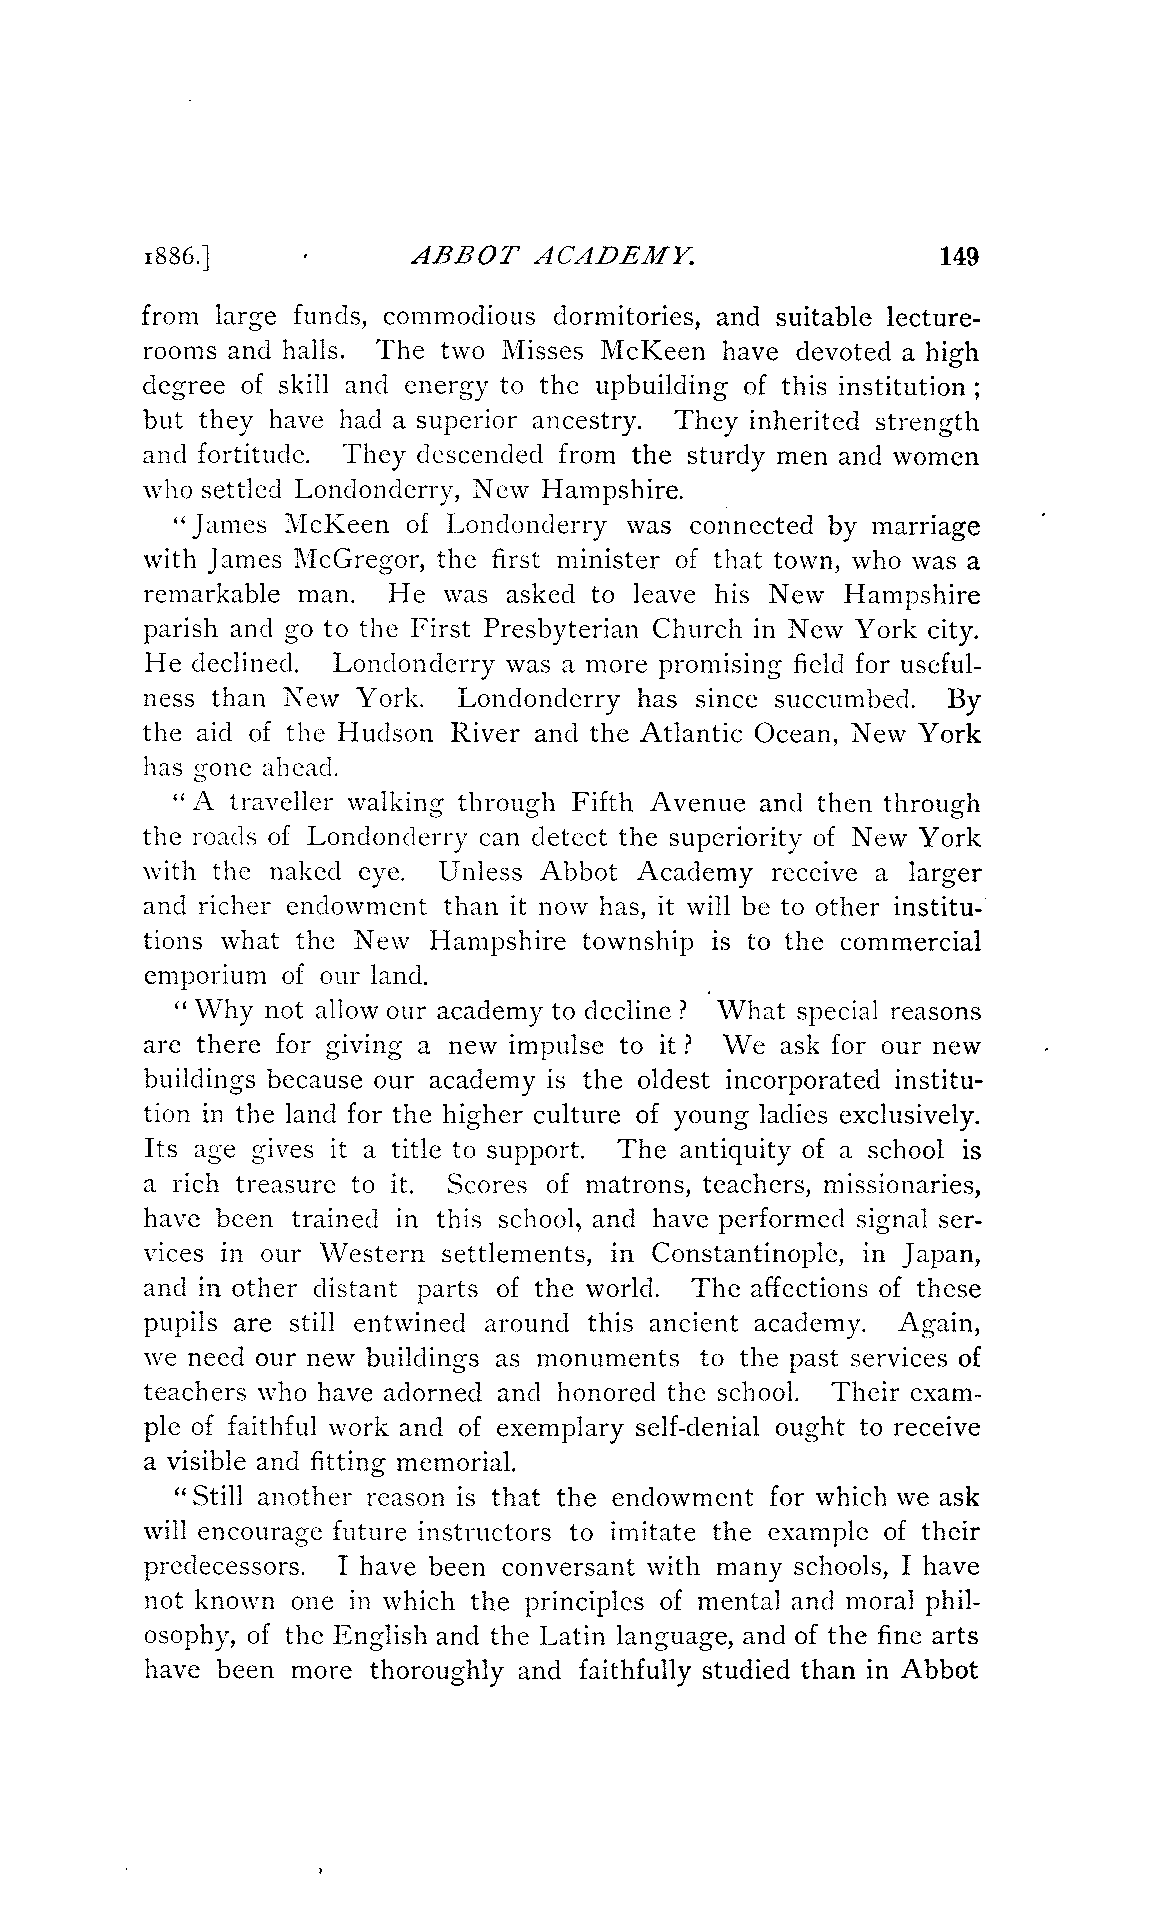 1886.] ABBOT ACADEMY. 149
from large funds, commodious dormitories, and suitable lecture-
rooms and halls. The two Misses McKeen have devoted a high
degree of skill and energy to the upbuilding of this institution;
but they have had a superior ancestry. They inherited strength
and fortitude. They descended from the sturdy men and women
who settled Londonderry, New Hampshire.
"James McKeen of Londonderry was connected by marriage
with James McGregor, the first minister of that town, who was a
remarkable man. He was asked to leave his New Hampshire
parish and go to the First Presbyterian Church in New York city.
He declined. Londonderry was a more promising field for useful-
ness than New York. Londonderry has since succumbed. By
the aid of the Hudson River and the Atlantic Ocean, New York
has gone ahead.
"A traveller walking through Fifth Avenue and then through
the roads of Londonderry can detect the superiority of New York
with the naked eye. Unless Abbot Academy receive a larger
and richer endowment than it now has, it will be to other institu-
tions what the New Hampshire township is to the commercial
emporium of our land.
"Why not allow our academy to decline? What special reasons
are there for giving a new impulse to it? We ask for our new
buildings because our academy is the oldest incorporated institu-
tion in the land for the higher culture of young ladies exclusively.
Its age gives it a title to support. The antiquity of a school is
a rich treasure to it. Scores of matrons, teachers, missionaries,
have been trained in this school, and have performed signal ser-
vices in our Western settlements, in Constantinople, in Japan,
and in other distant parts of the world. The affections of these
pupils are still entwined around this ancient academy. Again,
we need our new buildings as monuments to the past services of
teachers who have adorned and honored the school. Their exam-
ple of faithful work and of exemplary self-denial ought to receive
a visible and fitting memorial.
"Still another reason is that the endowment for which we ask
will encourage future instructors to imitate the example of their
predecessors. I have been conversant with many schools, I have
not known one in which the principles of mental and moral phil-
osophy, of the English and the Latin language, and of the fine arts
have been more thoroughly and faithfully studied than in Abbot